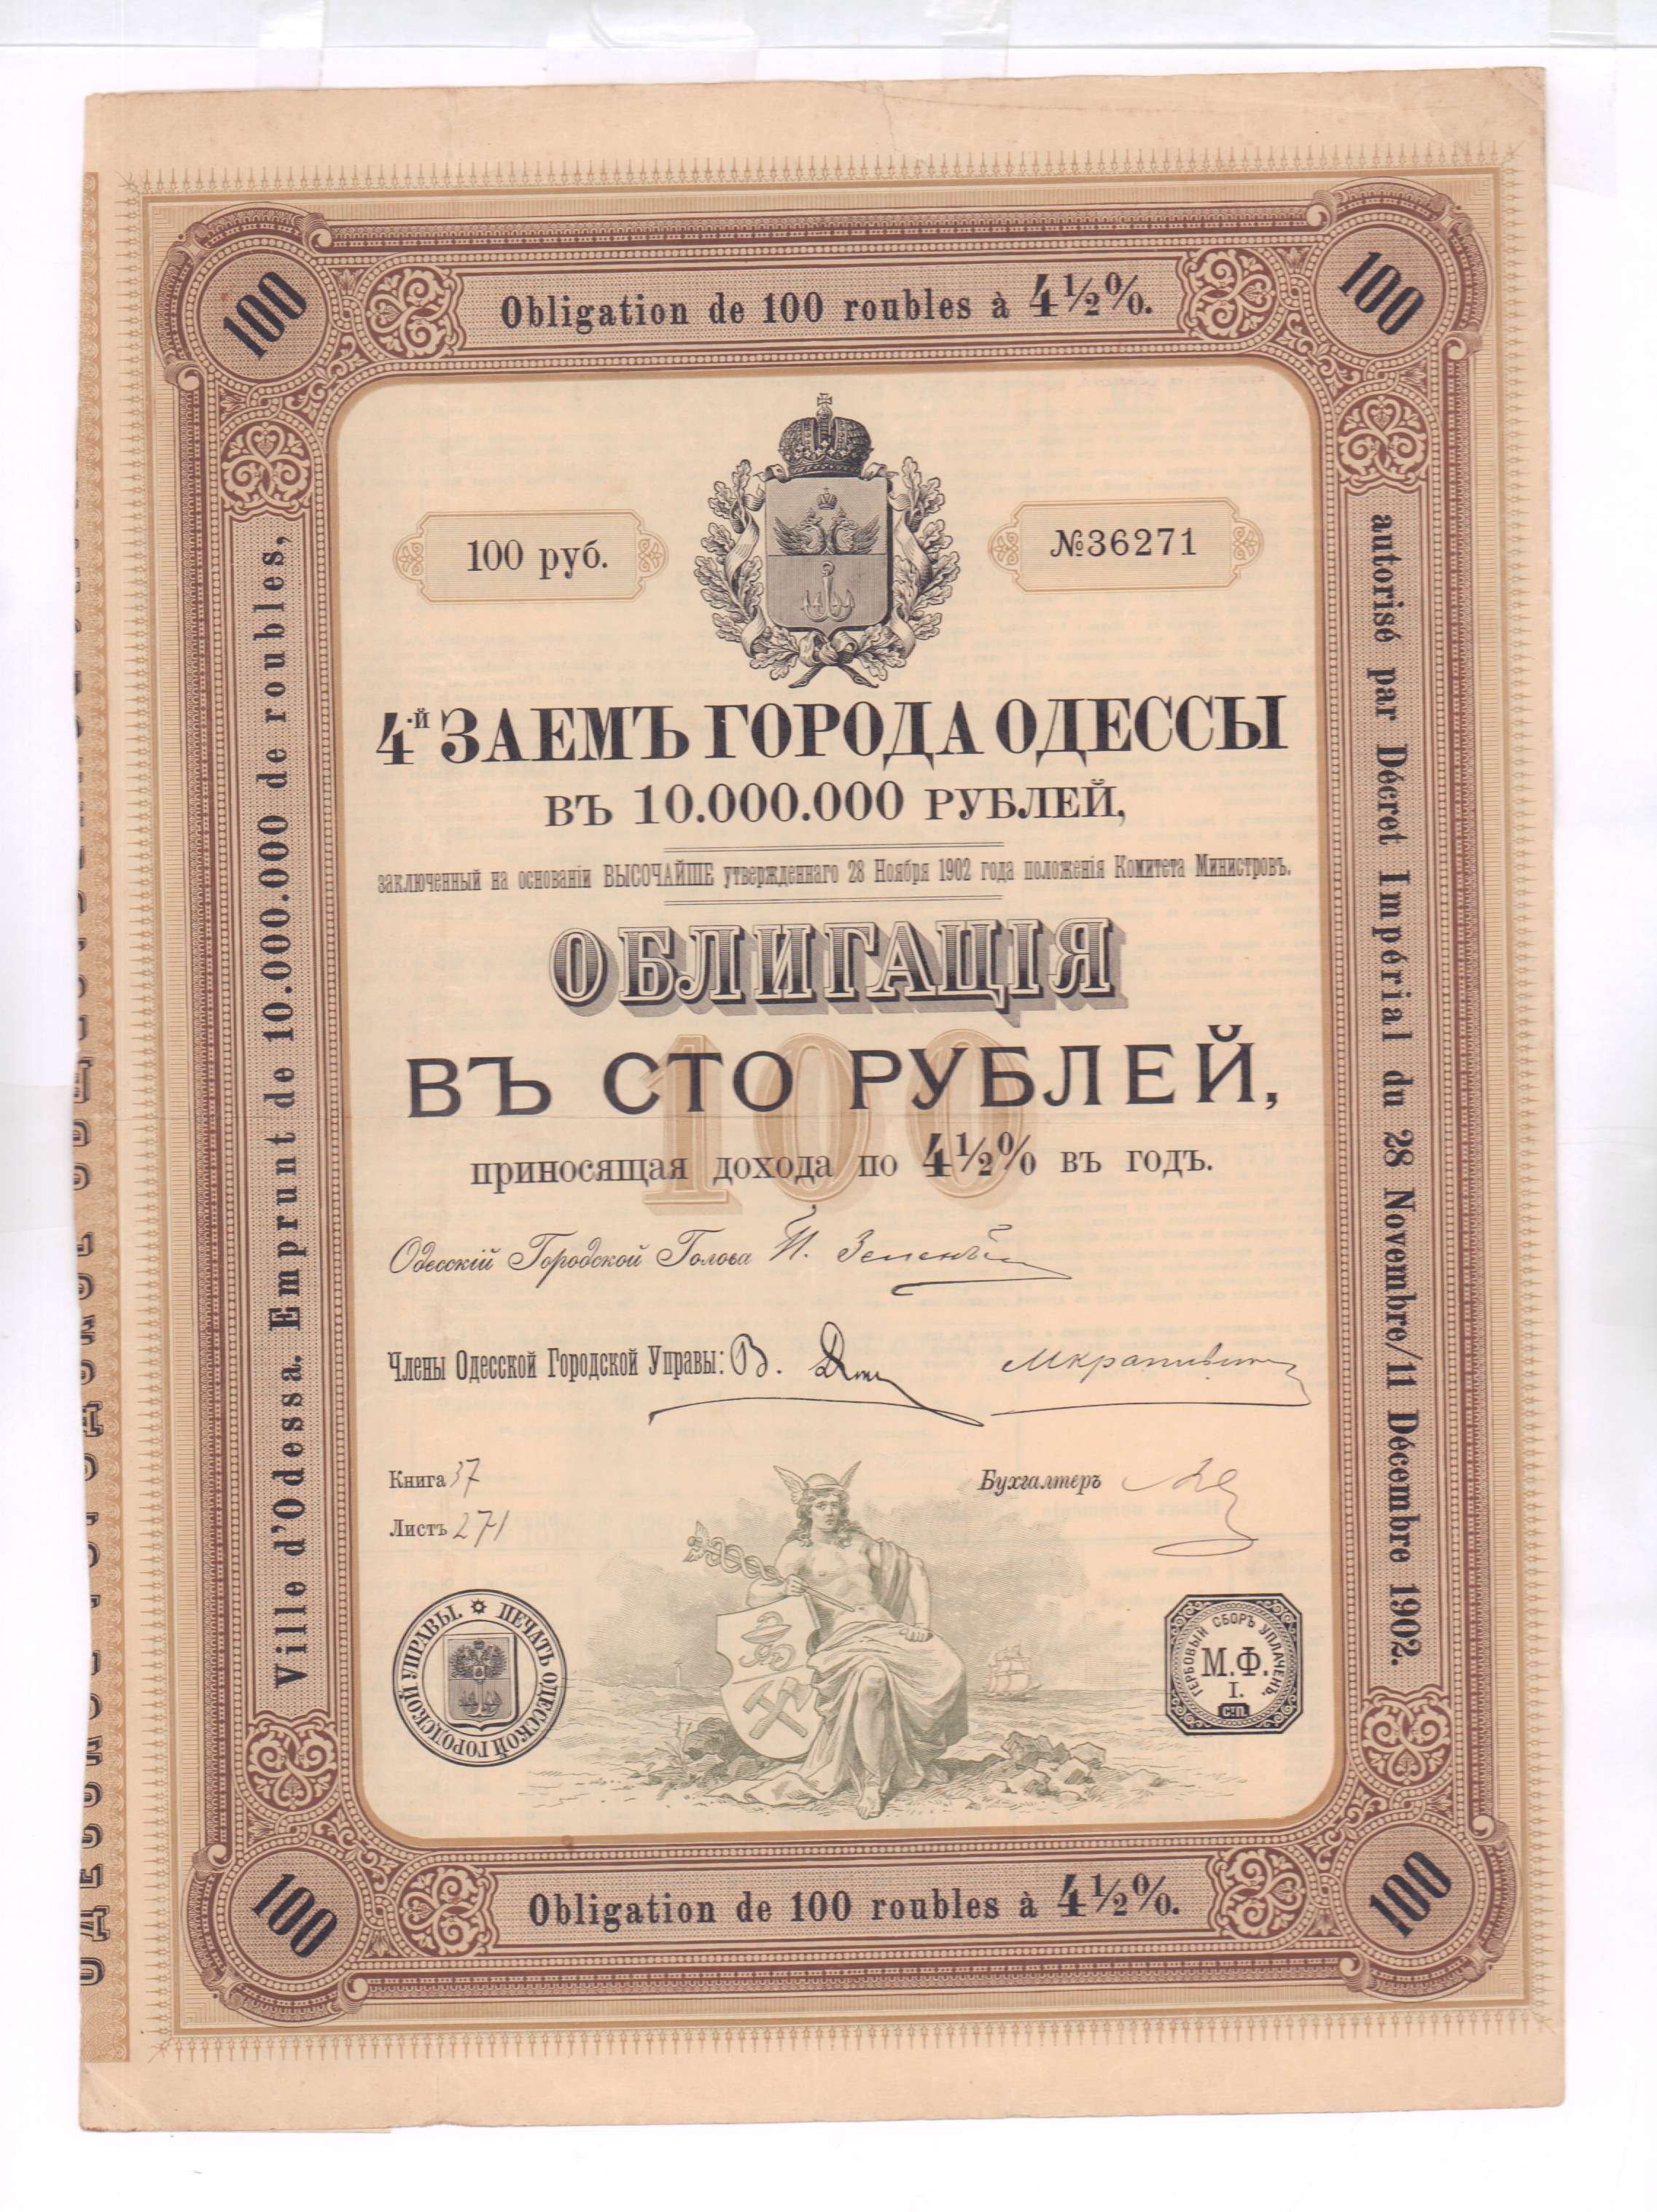 100
Obligation de 100 roubles à 4½%.
100
100 руб.
№36271
4-й ЗАЕМЪ ГОРОДА ОДЕССЫ
ВЪ 10.000.000 РУБЛЕЙ,
заключенный на основаніи ВЫСОЧАЙШЕ утвержденнаго 28 Ноября 1902 года положенія Комитета Министровъ.
ОБЛИГАЦІЯ
100
ВЪ СТО РУБЛЕЙ,
приносящая дохода по 4½% въ годъ.
Одесскій Городской Голова П. Зеленый
Члены Одесской Городской Управы: В.
Книга 37
Бухгалтеръ
Листъ 271
ПЕЧАТЬ ОДЕССКОЙ ГОРОДСКОЙ УПРАВЫ.
ГЕРБОВЫЙ СБОРЪ УПЛАЧЕНЪ.
М.Ф.
I.
С.П.
Ville d'Odessa. Emprunt de 10.000.000 de roubles,
autorisé par Décret Impérial du 28 Novembre/11 Décembre 1902.
100
Obligation de 100 roubles à 4½%.
100